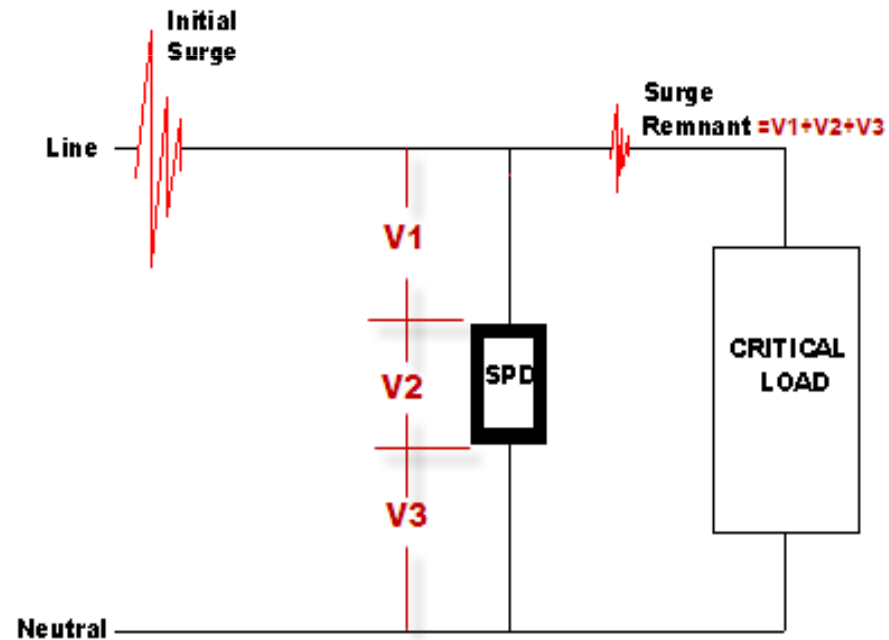 Initial
Surge
Surge
Remnant =V1+V2+V3
Line
V1
V2
SPD
CRITICAL
LOAD
V3
Neutral